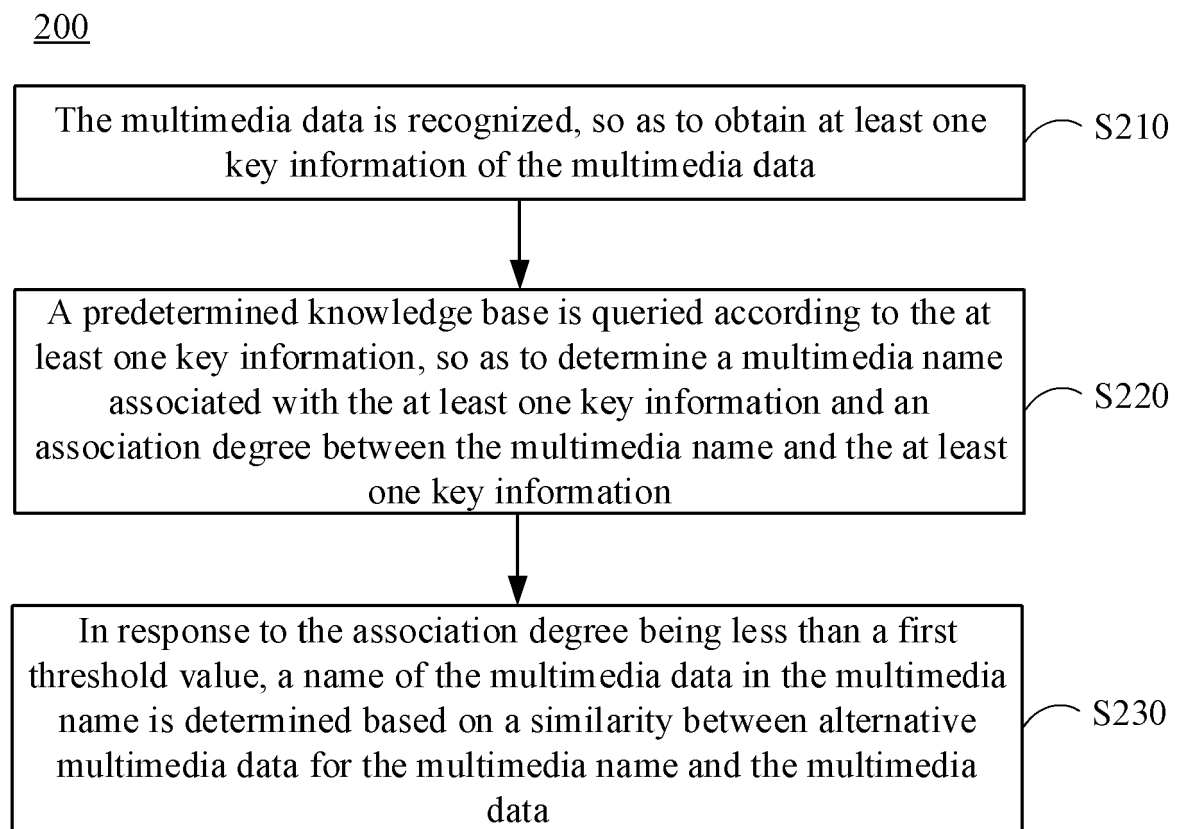 200
The multimedia data is recognized, so as to obtain at least one
key information of the multimedia data
S210
A predetermined knowledge base is queried according to the at
least one key information, so as to determine a multimedia name
associated with the at least one key information and an
association degree between the multimedia name and the at least
one key information
S220
In response to the association degree being less than a first
threshold value, a name of the multimedia data in the multimedia
name is determined based on a similarity between alternative
multimedia data for the multimedia name and the multimedia
data
S230